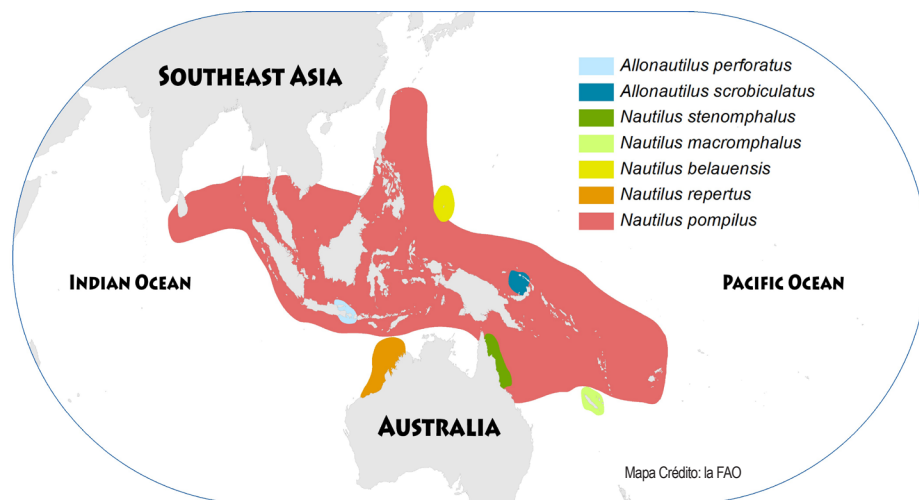 SOUTHEAST ASIA
Allonautilus perforatus
Allonautilus scrobiculatus
Nautilus stenomphalus
Nautilus macromphalus
Nautilus belauensis
Nautilus repertus
Nautilus pompilus
INDIAN OCEAN
PACIFIC OCEAN
AUSTRALIA
Mapa Crédito: la FAO